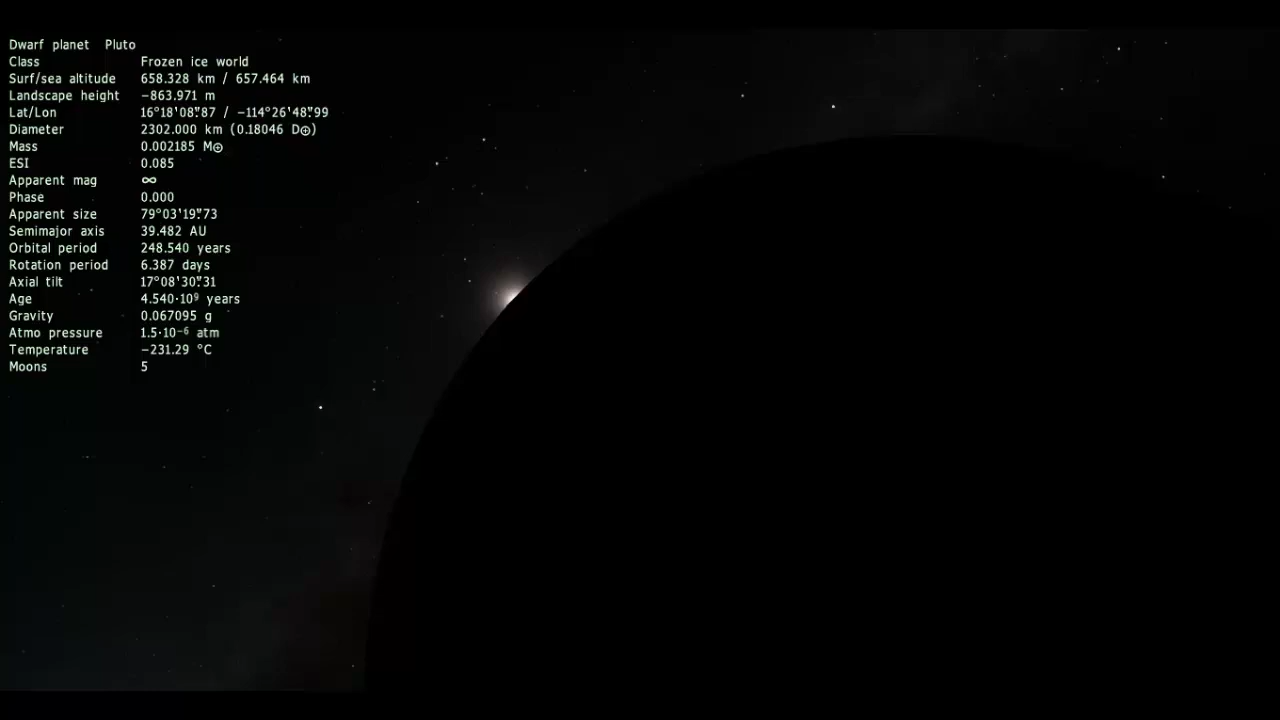 Dwarf planet Pluto
Class Frozen ice world
Surf/sea altitude 658.328 km / 657.464 km
Landscape height −863.971 m
Lat/Lon 16°18'08"87 / −114°26'48"99
Diameter 2302.000 km (0.18046 D⊕)
Mass 0.002185 M⊕
ESI 0.085
Apparent mag ∞
Phase 0.000
Apparent size 79°03'19"73
Semimajor axis 39.482 AU
Orbital period 248.540 years
Rotation period 6.387 days
Axial tilt 17°08'30"31
Age 4.540·10⁹ years
Gravity 0.067095 g
Atmo pressure 1.5·10⁻⁶ atm
Temperature −231.29 °C
Moons 5